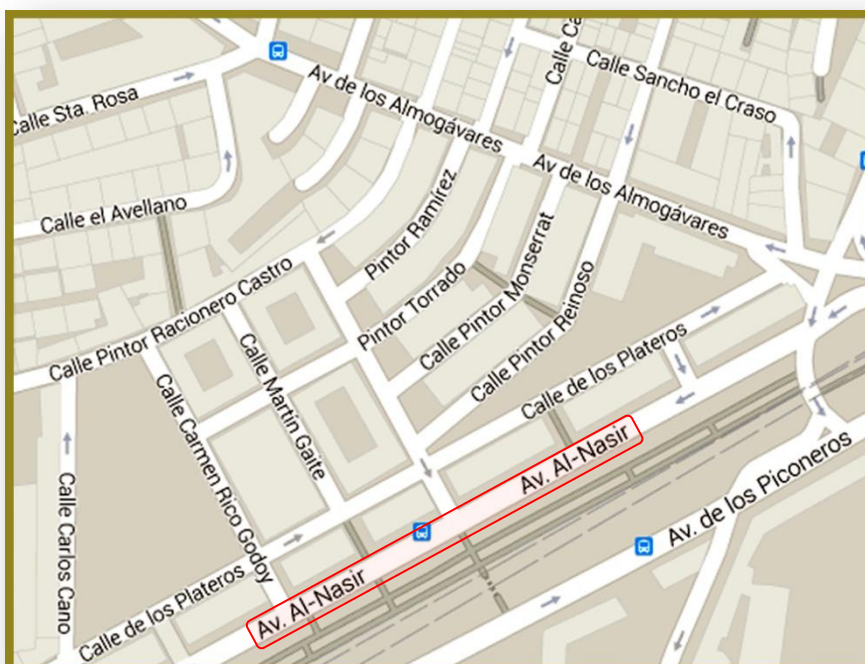 Calle Sta. Rosa
Av de los Almogávares
Calle Ca
Calle Sancho el Craso
Av de los Almogávares
Calle el Avellano
Pintor Ramírez
Pintor Torrado
Calle Pintor Monserrat
Calle Pintor Reinoso
Calle Pintor Racionero Castro
Calle Martín Gaite
Calle Carmen Rico Godoy
Calle Carlos Cano
Calle de los Plateros
Av. Al-Nasir
Av. de los Piconeros
Calle de los Plateros
Av. Al-Nasir